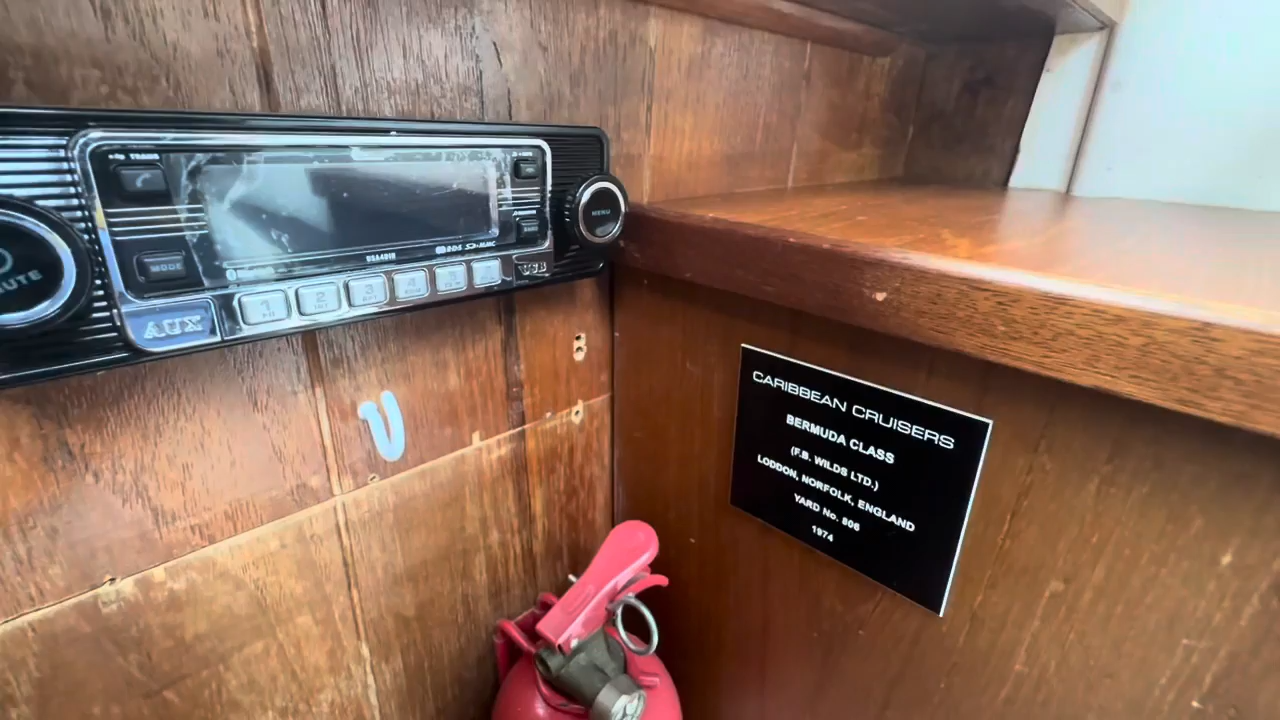 MUTE
MODE
AUX
1
2
3
4
USB
MENU
CARIBBEAN CRUISERS
BERMUDA CLASS
(F.B. WILDS LTD.)
LODDON, NORFOLK, ENGLAND
YARD No. 806
1974